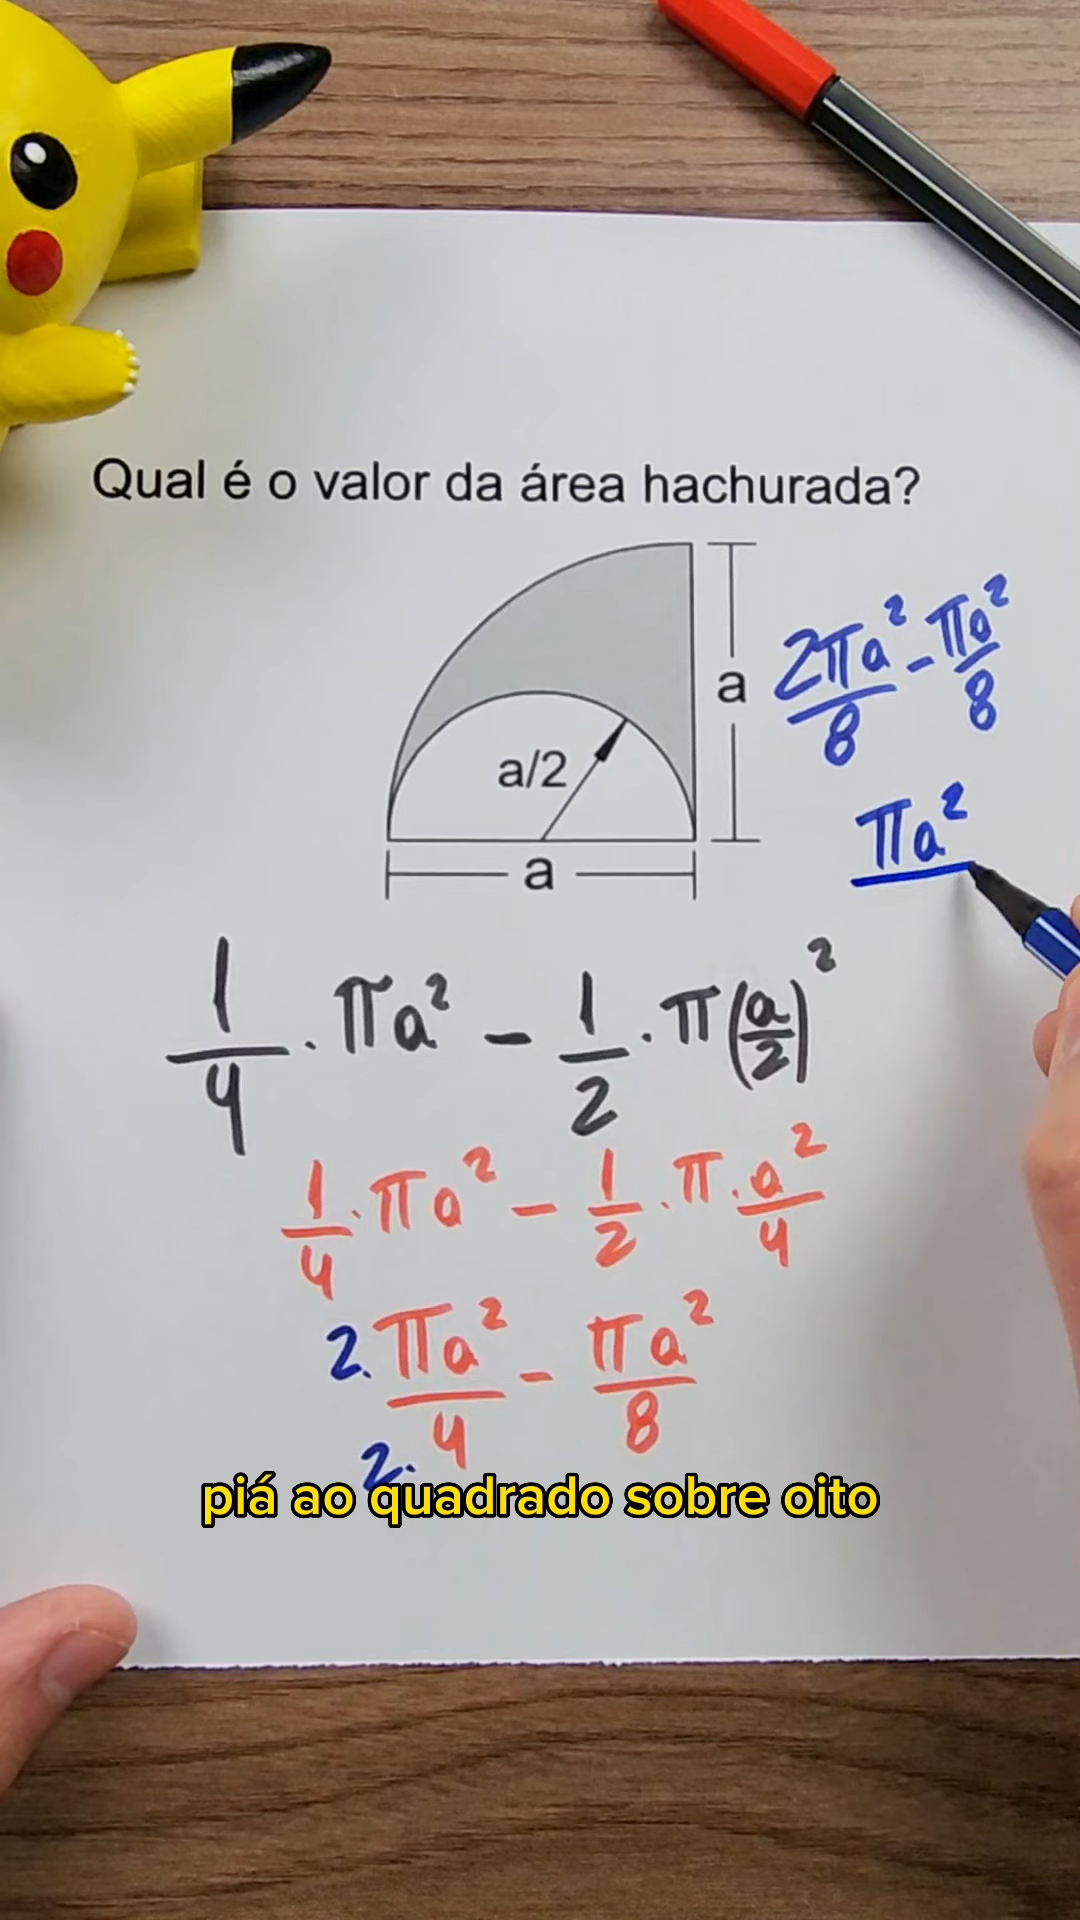 Qual é o valor da área hachurada?
a
a/2
a
2πa²/8 - πa²/8
πa²
1/4 · πa² - 1/2 · π(a/2)²
1/4 · πa² - 1/2 · π · a²/4
2. πa²/2. 4 - πa²/8
piá ao quadrado sobre oito